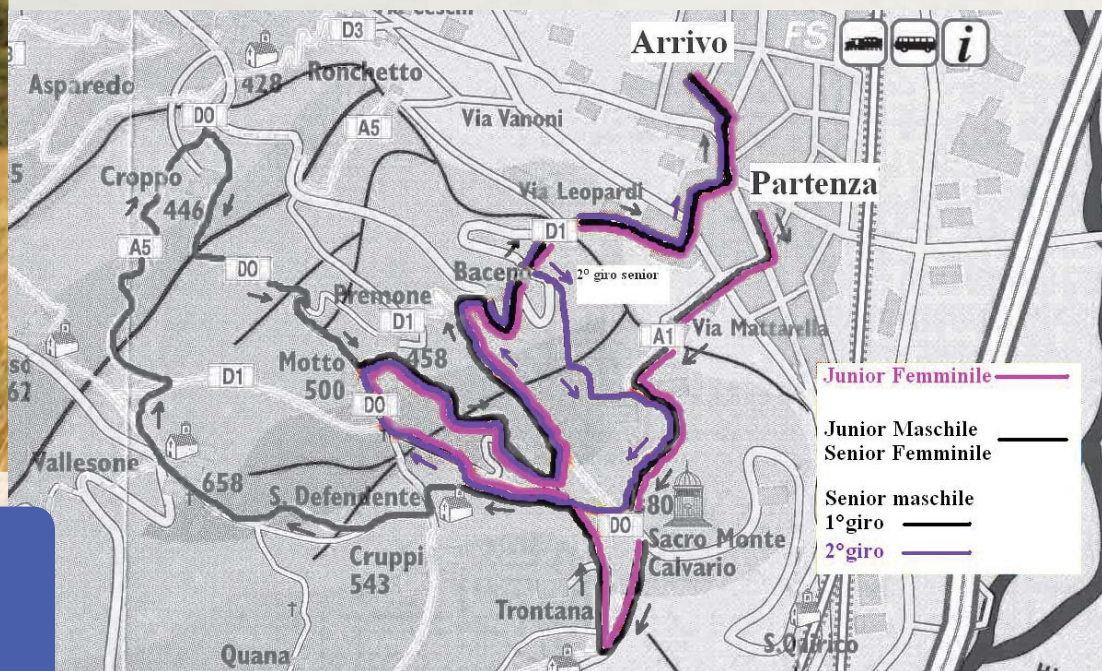 Arrivo
FS
i
D3
Ronchetto
Asparedo
428
D0
A5
Via Vanoni
Croppo
446
Via Leopardi
Partenza
A5
D1
D0
Baceno
2° giro senior
Premone
D1
A1
Via Mattarella
Motto
500
458
D1
D0
Junior Femminile
Junior Maschile
Senior Femminile
Senior maschile
1°giro
2°giro
62
Vallesone
658
S. Defendente
D0
Sacro Monte
Calvario
Cruppi
543
Trontana
S.Quirico
Quana